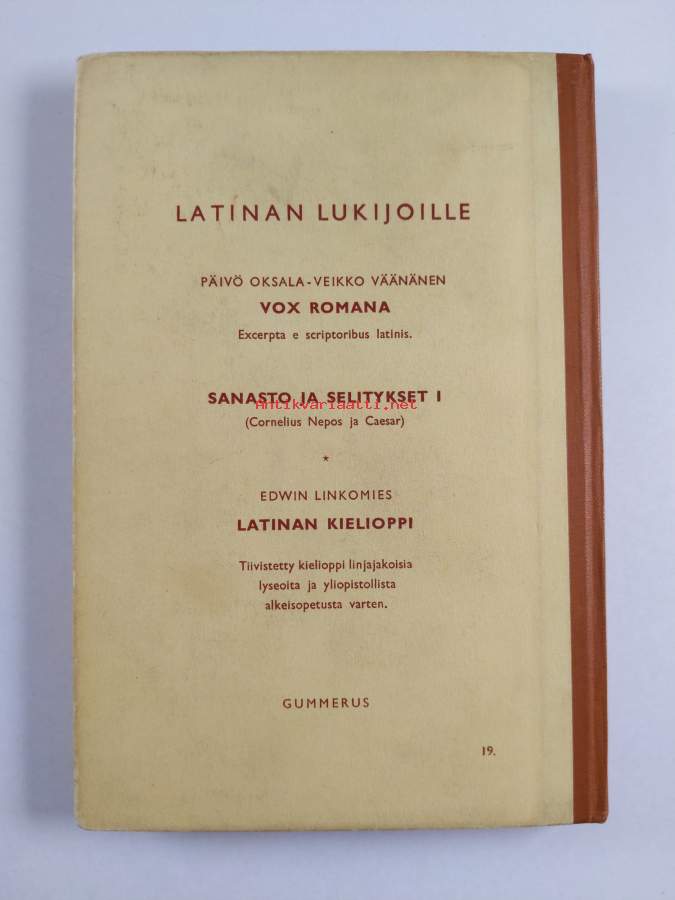 LATINAN LUKIJOILLE
PÄIVÖ OKSALA-VEIKKO VÄÄNÄNEN
VOX ROMANA
Excerpta e scriptoribus latinis.
SANASTO JA SELITYKSET I
Antikvariaatti.net
(Cornelius Nepos ja Caesar)
*
EDWIN LINKOMIES
LATINAN KIELIOPPI
Tiivistetty kielioppi linjajakoisia
lyseoita ja yliopistollista
alkeisopetusta varten.
GUMMERUS
19.